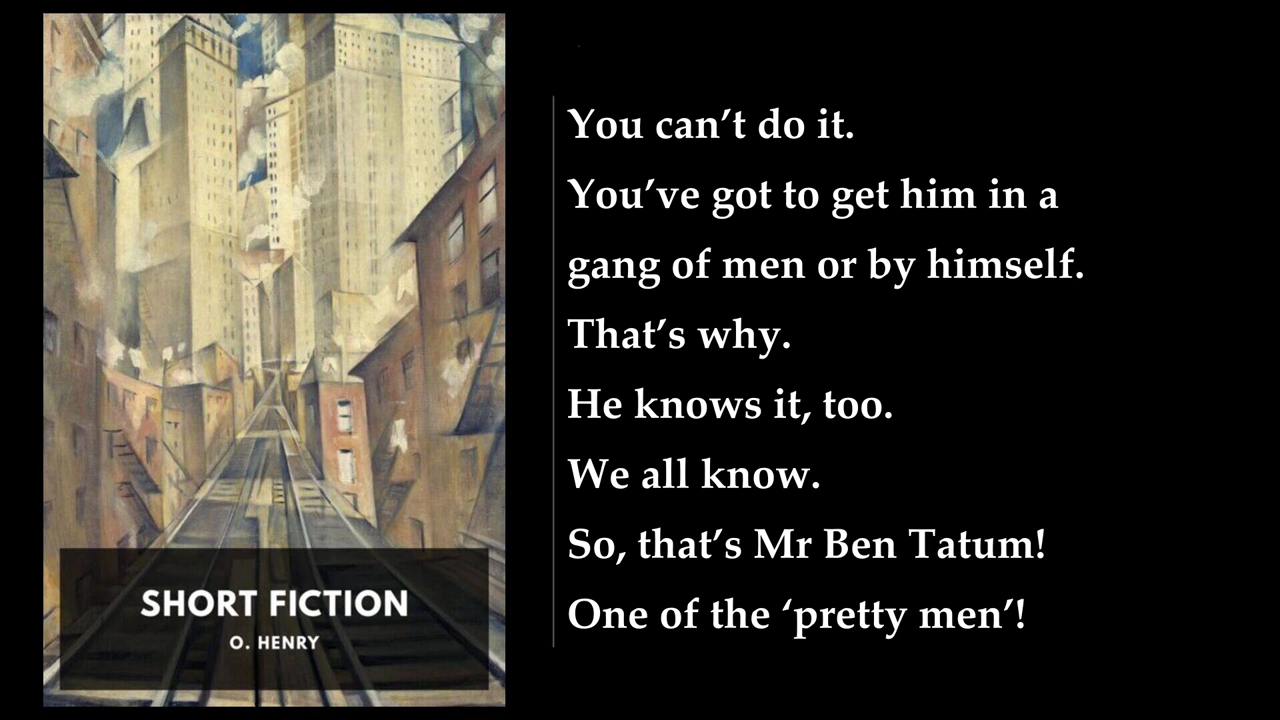 SHORT FICTION
O. HENRY
You can’t do it.
You’ve got to get him in a
gang of men or by himself.
That’s why.
He knows it, too.
We all know.
So, that’s Mr Ben Tatum!
One of the ‘pretty men’!